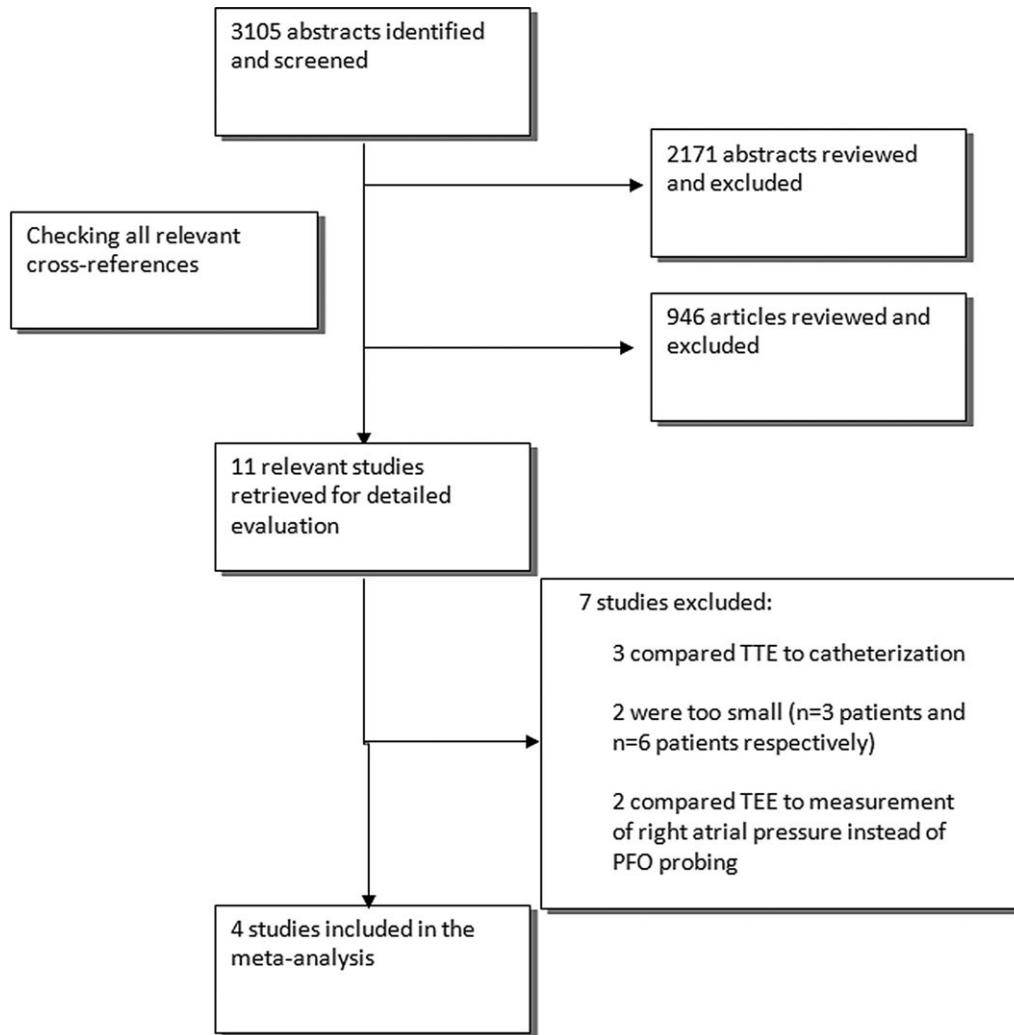 3105 abstracts identified
and screened
2171 abstracts reviewed
and excluded
Checking all relevant
cross-references
946 articles reviewed and
excluded
11 relevant studies
retrieved for detailed
evaluation
7 studies excluded:
3 compared TTE to catheterization
2 were too small (n=3 patients and
n=6 patients respectively)
2 compared TEE to measurement
of right atrial pressure instead of
PFO probing
4 studies included in the
meta-analysis